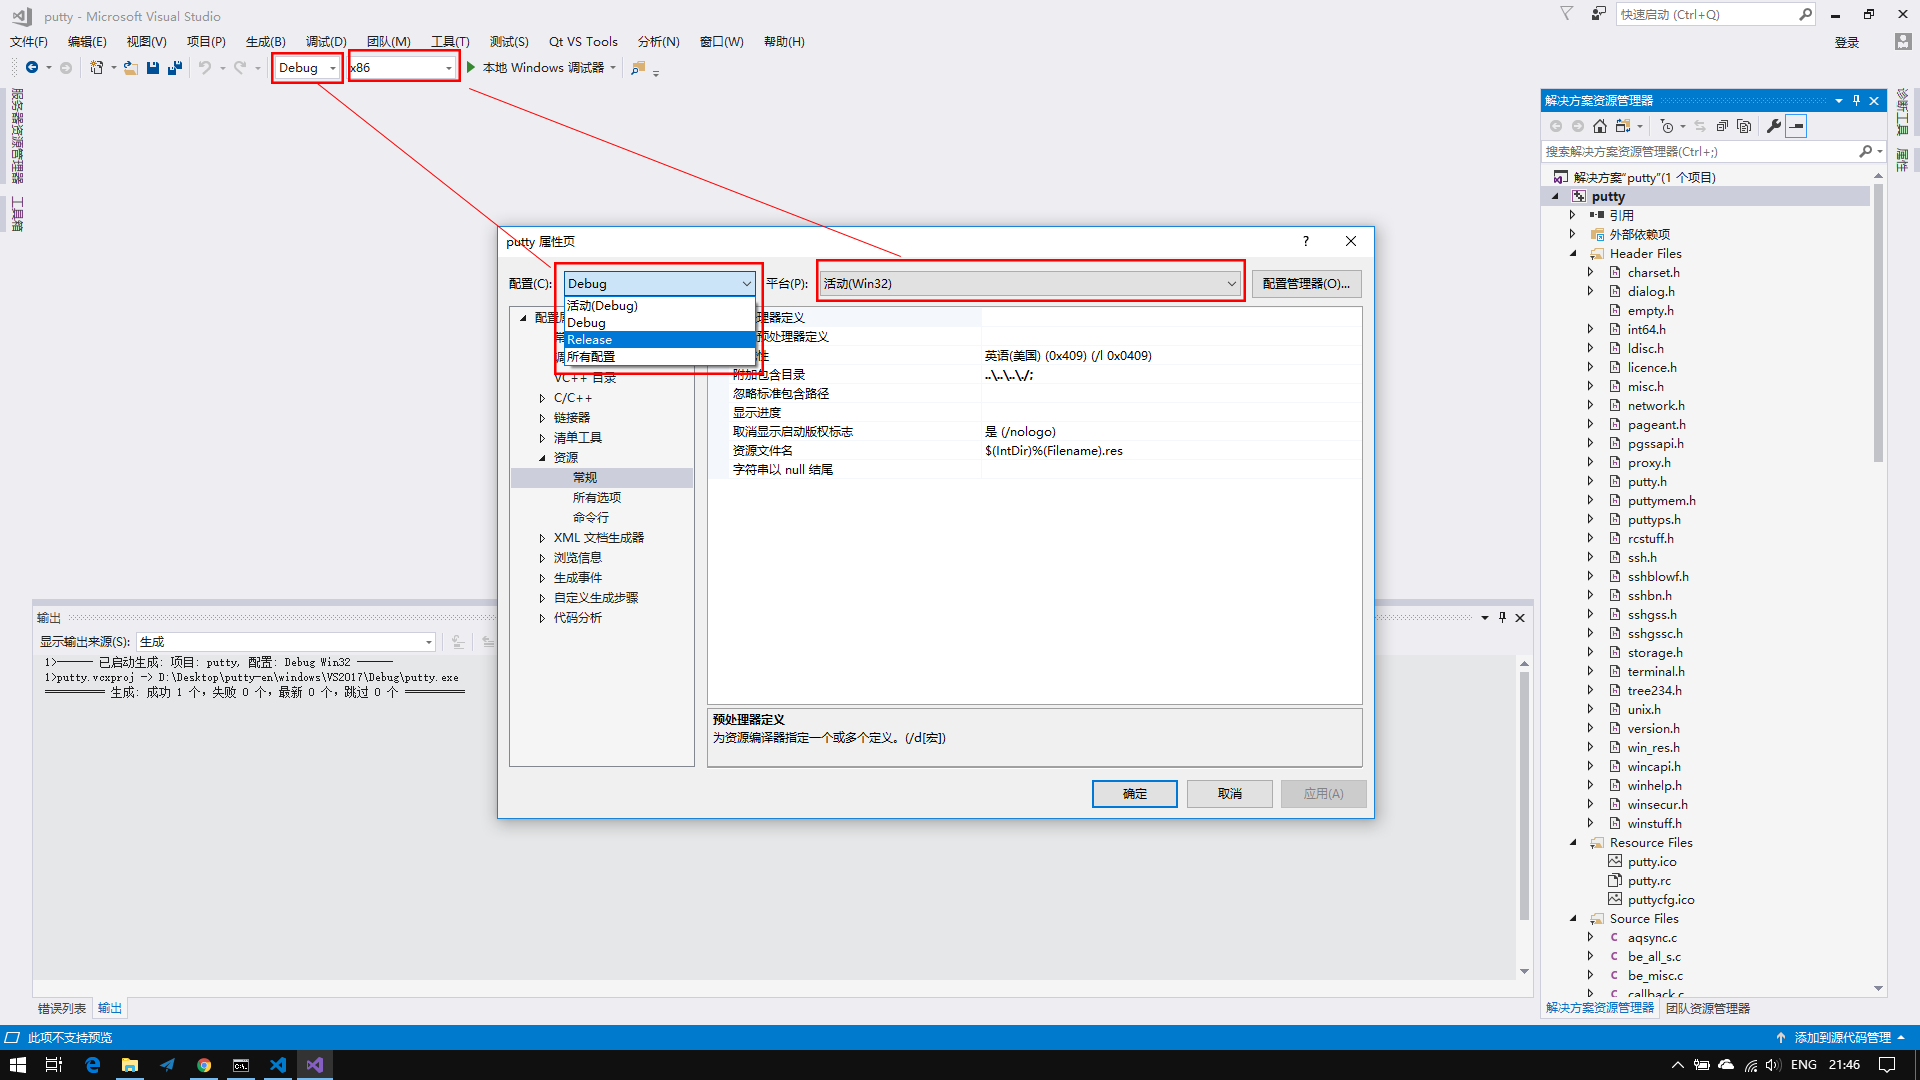 putty - Microsoft Visual Studio
快速启动 (Ctrl+Q)
文件(F) 编辑(E) 视图(V) 项目(P) 生成(B) 调试(D) 团队(M) 工具(T) 测试(S) Qt VS Tools 分析(N) 窗口(W) 帮助(H)
登录
Debug x86 本地 Windows 调试器
服务器资源管理器
工具箱
putty 属性页
配置(C): Debug
平台(P): 活动(Win32)
配置管理器(O)...
活动(Debug)
Debug
Release
所有配置
VC++ 目录
C/C++
链接器
清单工具
资源
常规
所有选项
命令行
XML 文档生成器
浏览信息
生成事件
自定义生成步骤
代码分析
理器定义
预处理器定义
性 英语(美国) (0x409) (/l 0x0409)
附加包含目录 ..\..\..\./;
忽略标准包含路径
显示进度
取消显示启动版权标志 是 (/nologo)
资源文件名 $(IntDir)%(Filename).res
字符串以 null 结尾
预处理器定义
为资源编译器指定一个或多个定义。(/d[宏])
确定 取消 应用(A)
输出
显示输出来源(S): 生成
1>------ 已启动生成: 项目: putty, 配置: Debug Win32 ------
1>putty.vcxproj -> D:\Desktop\putty-en\windows\VS2017\Debug\putty.exe
========== 生成: 成功 1 个，失败 0 个，最新 0 个，跳过 0 个 ==========
错误列表 输出
解决方案资源管理器
搜索解决方案资源管理器(Ctrl+;)
解决方案"putty"(1 个项目)
putty
引用
外部依赖项
Header Files
charset.h
dialog.h
empty.h
int64.h
ldisc.h
licence.h
misc.h
network.h
pageant.h
pgssapi.h
proxy.h
putty.h
puttymem.h
puttyps.h
rcstuff.h
ssh.h
sshblowf.h
sshbn.h
sshgss.h
sshgssc.h
storage.h
terminal.h
tree234.h
unix.h
version.h
win_res.h
wincapi.h
winhelp.h
winsecur.h
winstuff.h
Resource Files
putty.ico
putty.rc
puttycfg.ico
Source Files
aqsync.c
be_all_s.c
be_misc.c
callback.c
解决方案资源管理器 团队资源管理器
诊断工具
属性
此项不支持预览
添加到源代码管理
ENG 21:46